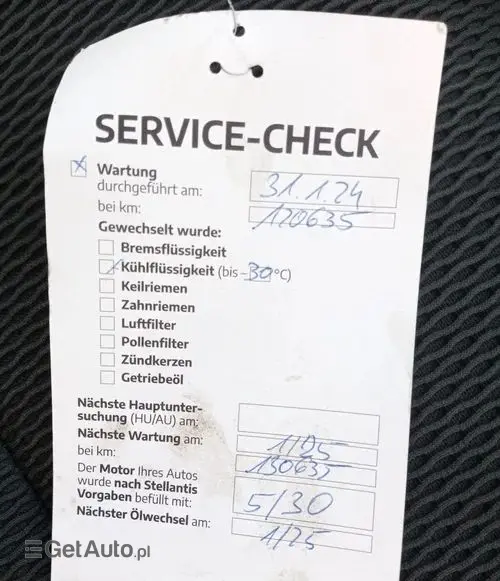 SERVICE-CHECK
x Wartung
durchgeführt am: 31.1.24
bei km: 120635
Gewechselt wurde:
Bremsflüssigkeit
x Kühlflüssigkeit (bis -30°C)
Keilriemen
Zahnriemen
Luftfilter
Pollenfilter
Zündkerzen
Getriebeöl
Nächste Hauptunter-
suchung (HU/AU) am:
Nächste Wartung am: 1/25
bei km: 130635
Der Motor Ihres Autos
wurde nach Stellantis
Vorgaben befüllt mit: 5/30
Nächster Ölwechsel am: 1/25
GetAuto.pl